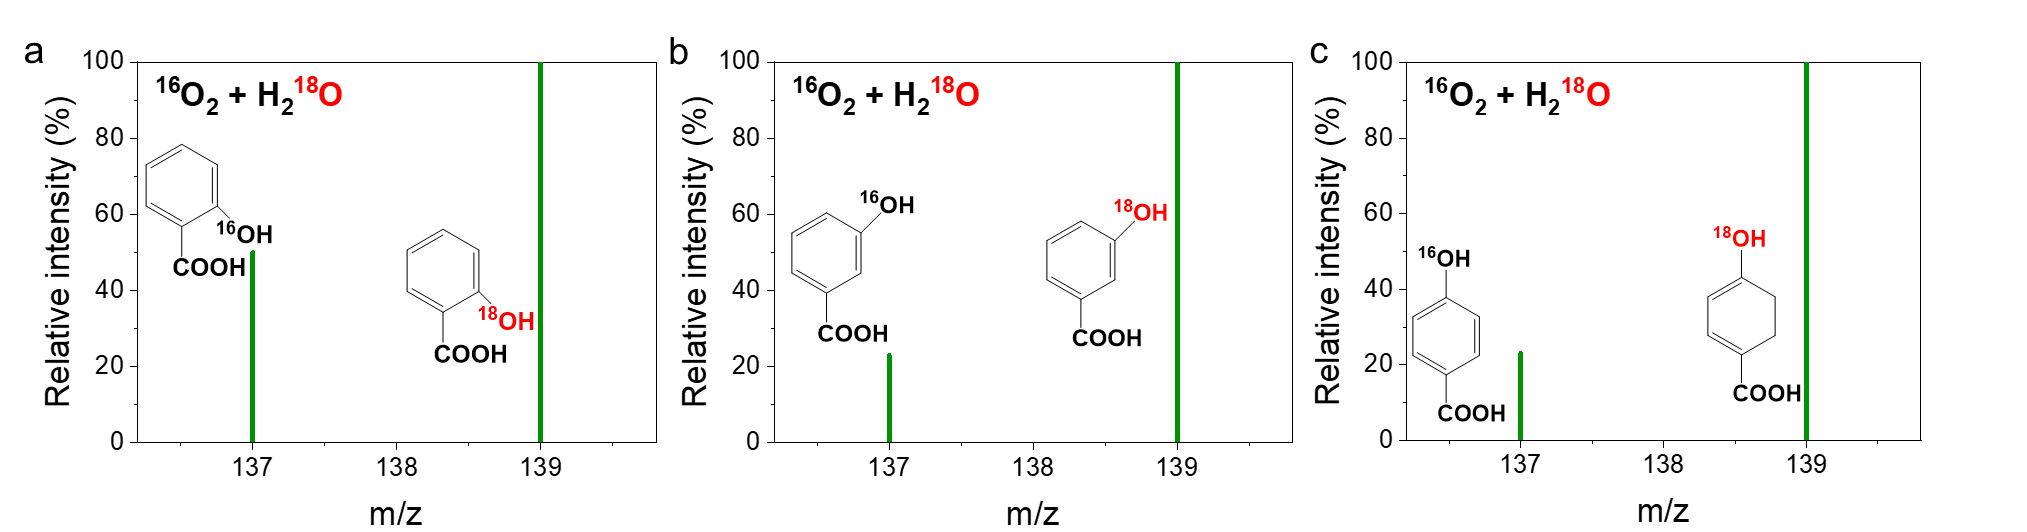 a
100
80
60
40
20
0
Relative intensity (%)
¹⁶O₂ + H₂¹⁸O
¹⁶OH
COOH
¹⁸OH
COOH
137
138
139
m/z
b
100
80
60
40
20
0
Relative intensity (%)
¹⁶O₂ + H₂¹⁸O
¹⁶OH
COOH
¹⁸OH
COOH
137
138
139
m/z
c
100
80
60
40
20
0
Relative intensity (%)
¹⁶O₂ + H₂¹⁸O
¹⁶OH
COOH
¹⁸OH
COOH
137
138
139
m/z